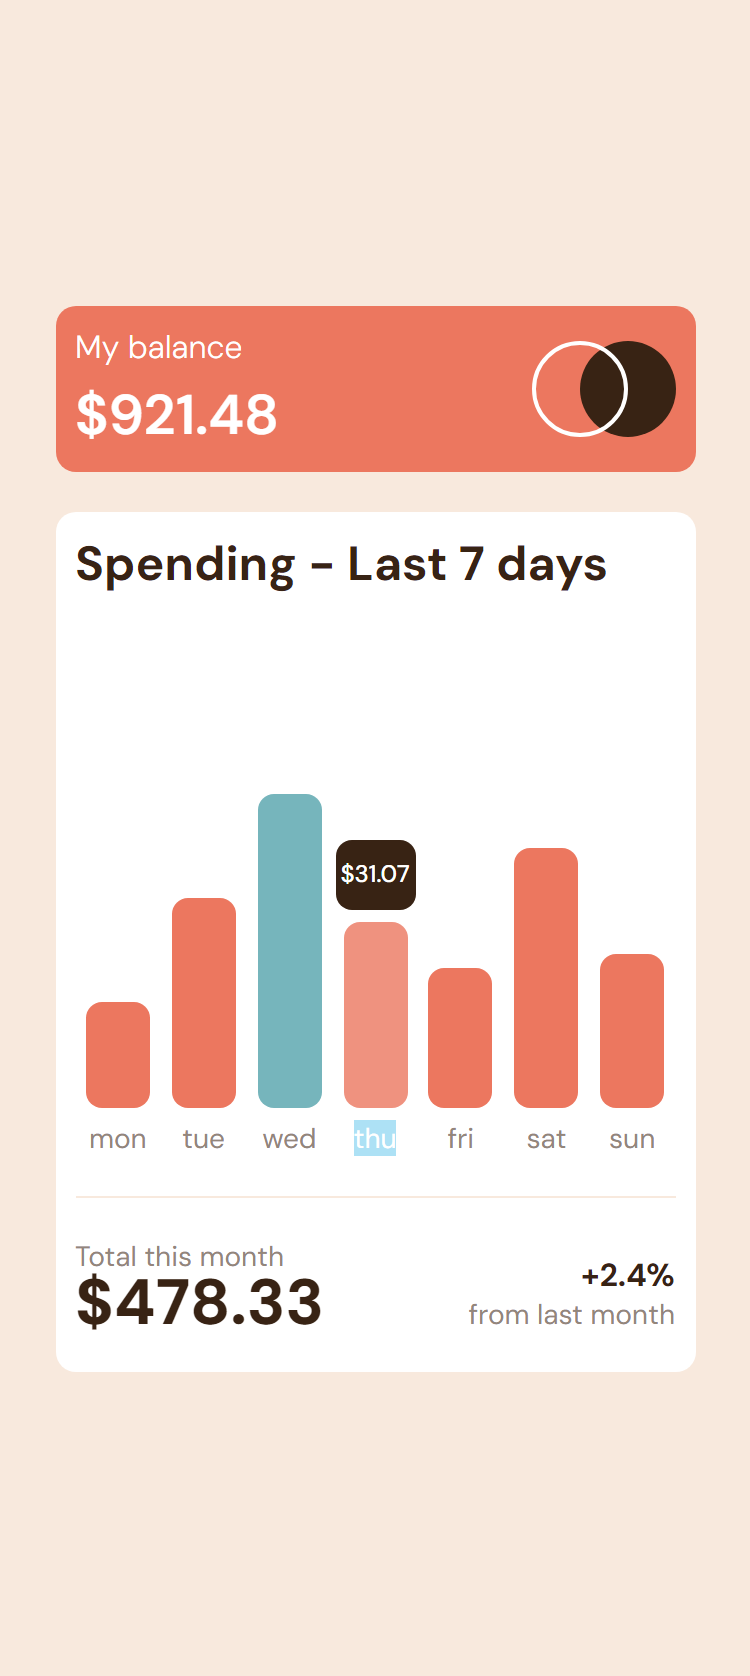 My balance
$921.48
Spending - Last 7 days
$31.07
mon tue wed thu fri sat sun
Total this month
$478.33
+2.4%
from last month